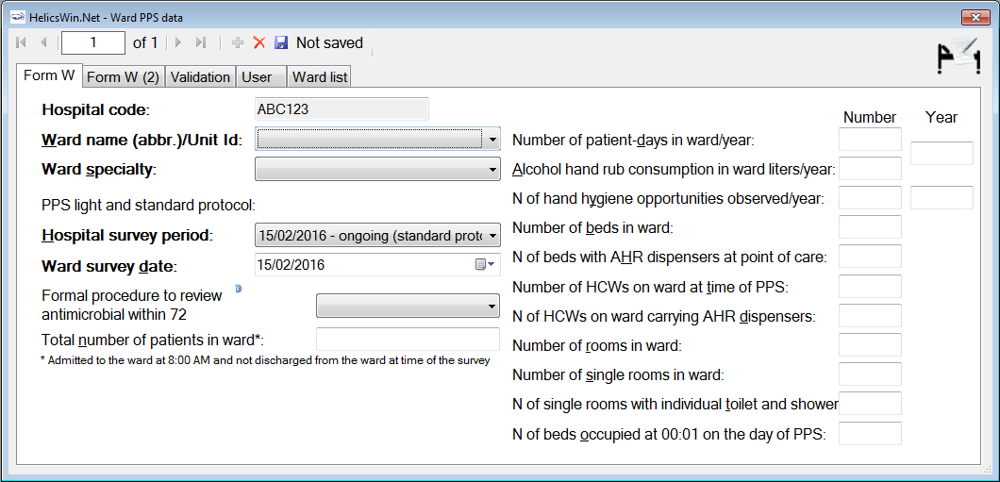 HelicsWin.Net - Ward PPS data
1 of 1 Not saved
Form W Form W (2) Validation User Ward list
Hospital code: ABC123
Ward name (abbr.)/Unit Id:
Ward specialty:
PPS light and standard protocol:
Hospital survey period: 15/02/2016 - ongoing (standard proto
Ward survey date: 15/02/2016
Formal procedure to review
antimicrobial within 72
Total number of patients in ward*:
* Admitted to the ward at 8:00 AM and not discharged from the ward at time of the survey
Number Year
Number of patient-days in ward/year:
Alcohol hand rub consumption in ward liters/year:
N of hand hygiene opportunities observed/year:
Number of beds in ward:
N of beds with AHR dispensers at point of care:
Number of HCWs on ward at time of PPS:
N of HCWs on ward carrying AHR dispensers:
Number of rooms in ward:
Number of single rooms in ward:
N of single rooms with individual toilet and shower
N of beds occupied at 00:01 on the day of PPS: